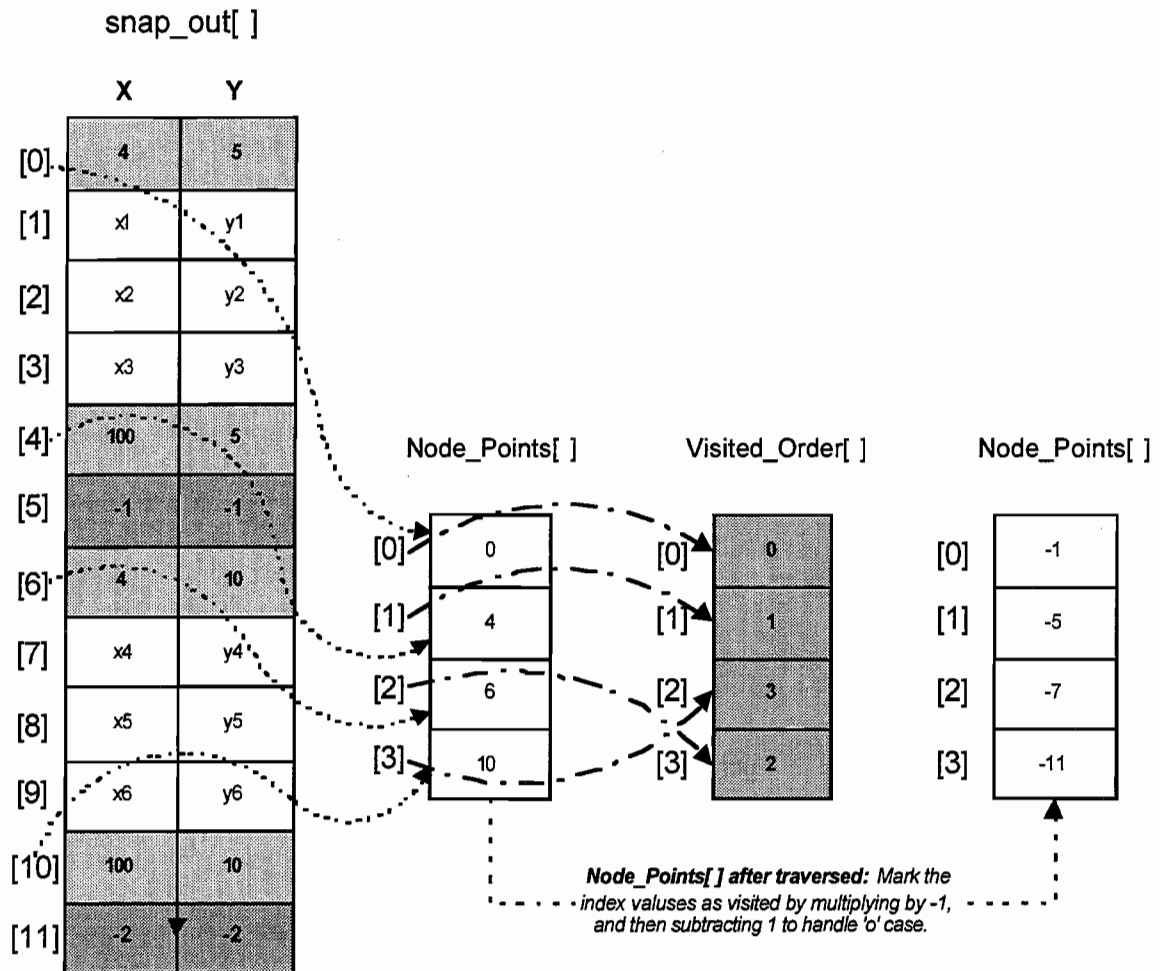 snap_out[ ]
X Y
[0] 4 5
[1] x1 y1
[2] x2 y2
[3] x3 y3
[4] 100 5
[5] -1 -1
[6] 4 10
[7] x4 y4
[8] x5 y5
[9] x6 y6
[10] 100 10
[11] -2 -2
Node_Points[ ]
[0] 0
[1] 4
[2] 6
[3] 10
Visited_Order[ ]
[0] 0
[1] 1
[2] 3
[3] 2
Node_Points[ ]
[0] -1
[1] -5
[2] -7
[3] -11
Node_Points[ ] after traversed: Mark the
index valuses as visited by multiplying by -1,
and then subtracting 1 to handle 'o' case.